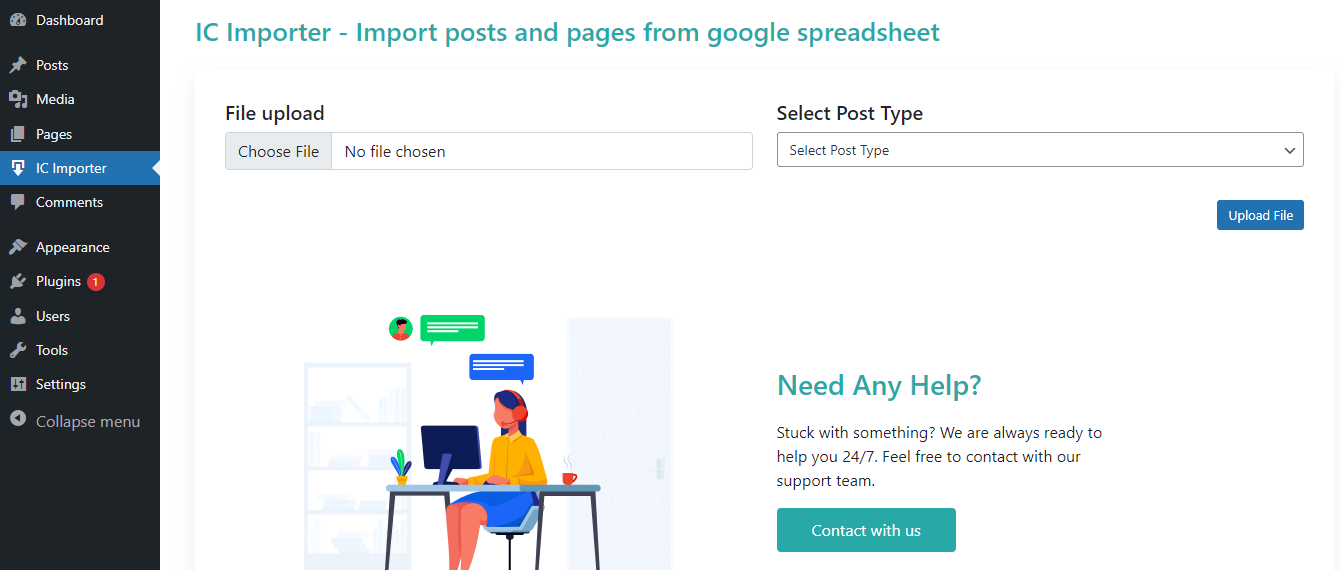 Dashboard
Posts
Media
Pages
IC Importer
Comments
Appearance
Plugins 1
Users
Tools
Settings
Collapse menu
IC Importer - Import posts and pages from google spreadsheet
File upload
Choose File No file chosen
Select Post Type
Select Post Type
Upload File
Need Any Help?
Stuck with something? We are always ready to
help you 24/7. Feel free to contact with our
support team.
Contact with us